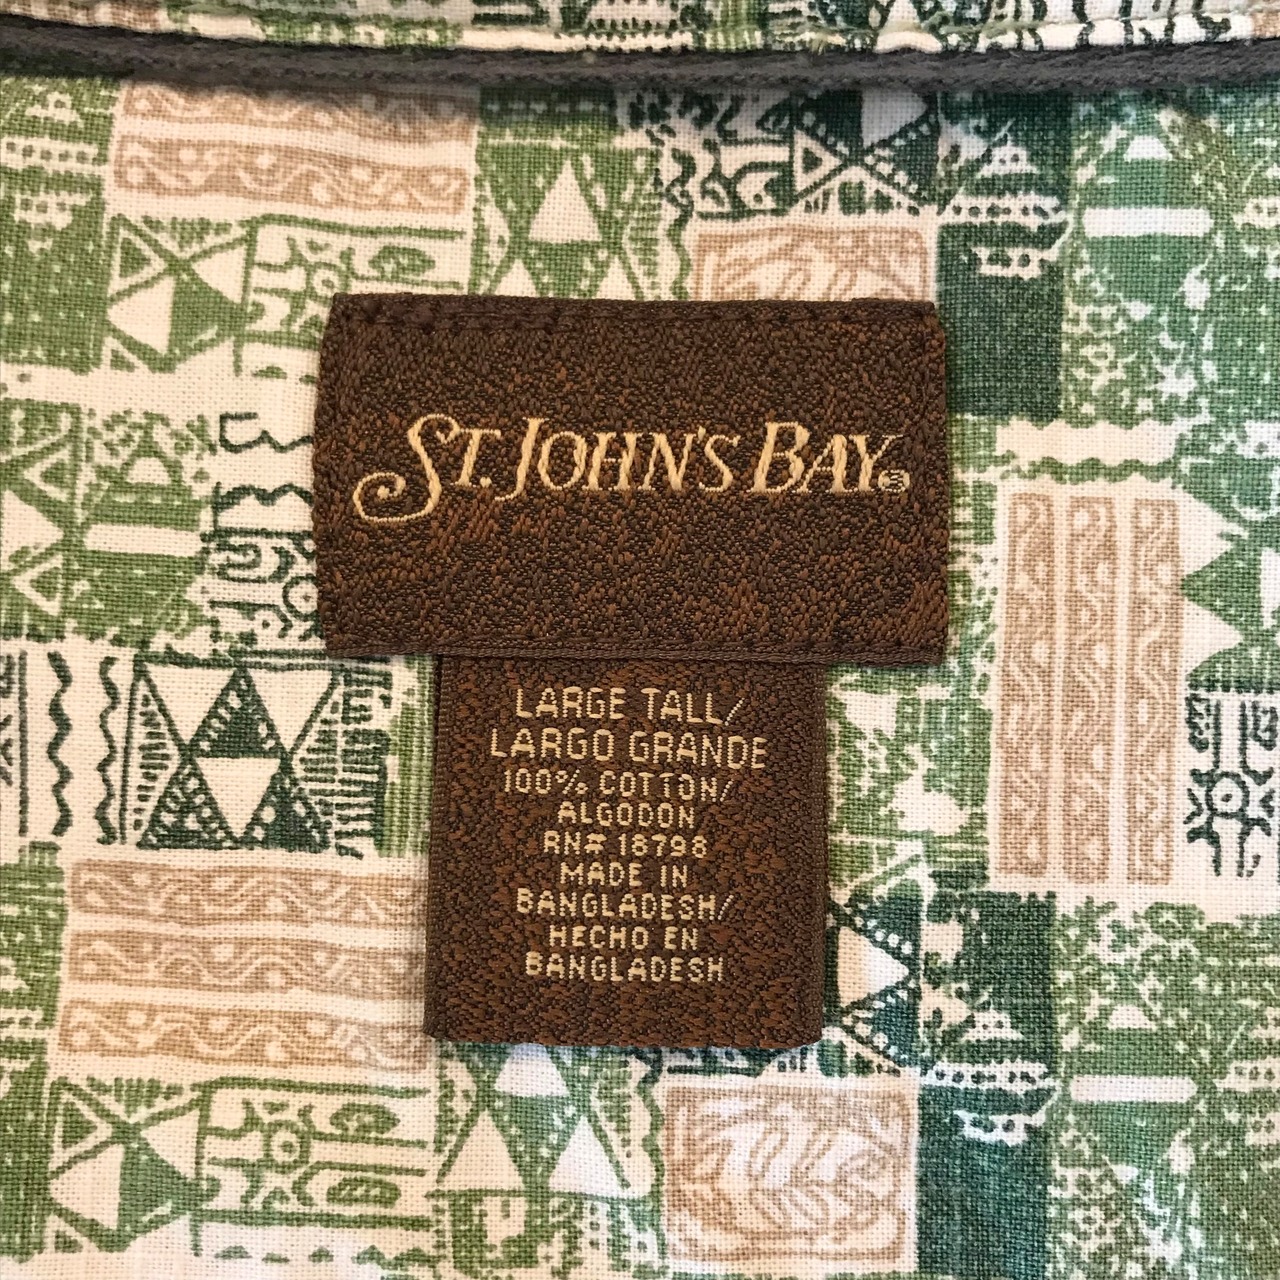 ST. JOHN'S BAY®
LARGE TALL/
LARGO GRANDE
100% COTTON/
ALGODON
RN# 18798
MADE IN
BANGLADESH/
HECHO EN
BANGLADESH